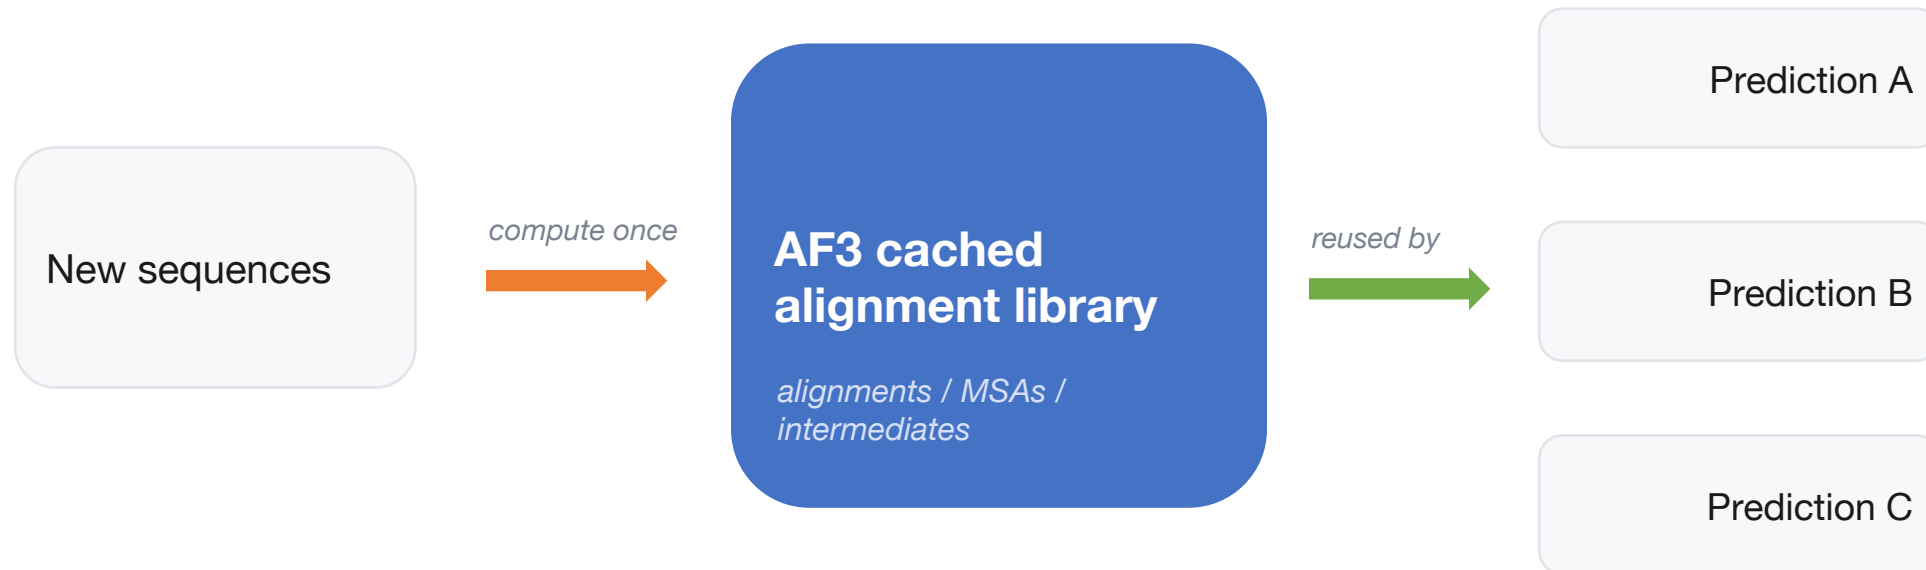 New sequences
compute once
AF3 cached
alignment library
alignments / MSAs /
intermediates
reused by
Prediction A
Prediction B
Prediction C